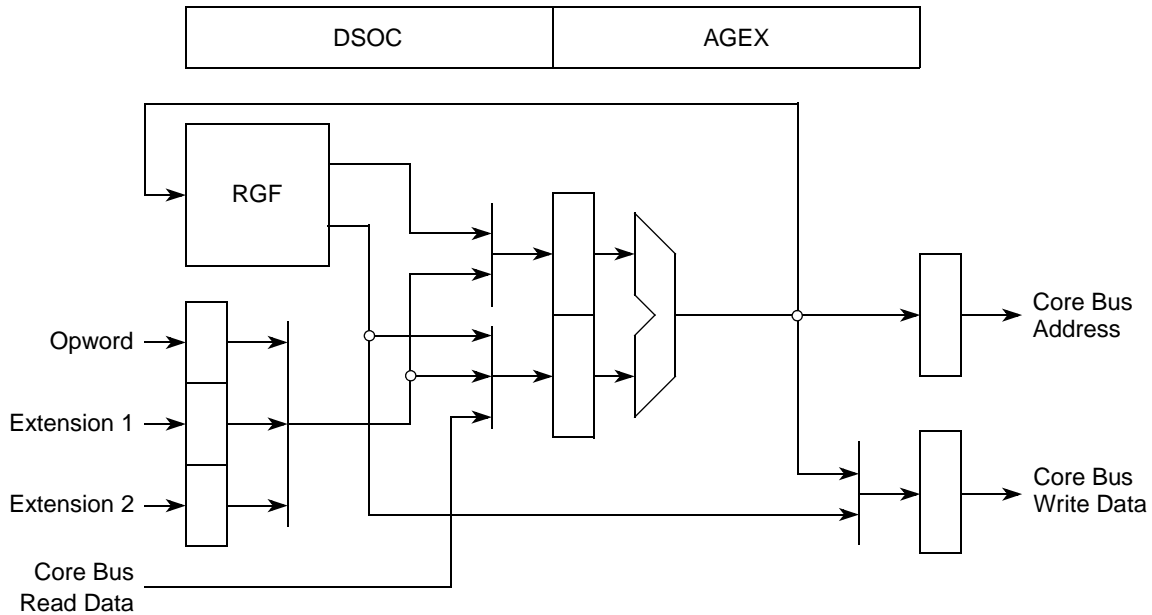 DSOC
AGEX
RGF
Opword
Extension 1
Extension 2
Core Bus
Read Data
Core Bus
Address
Core Bus
Write Data